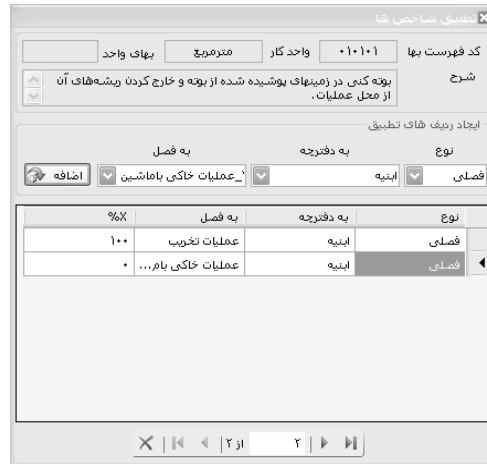 تطبیق شاخص ها
کد فهرست بها ۰۱۰۱۰۱ واحد کار مترمربع بهای واحد
شرح بوته کنی در زمینهای پوشیده شده از بوته و خارج کردن ریشه‌های آن
از محل عملیات.
ایجاد ردیف های تطبیق
نوع به دفترچه به فصل
فصلی ابنیه عملیات خاکی باماشین اضافه
نوع به دفترچه به فصل %X
فصلی ابنیه عملیات تخریب ۱۰۰
فصلی ابنیه عملیات خاکی بام... ۰
۲ از ۲